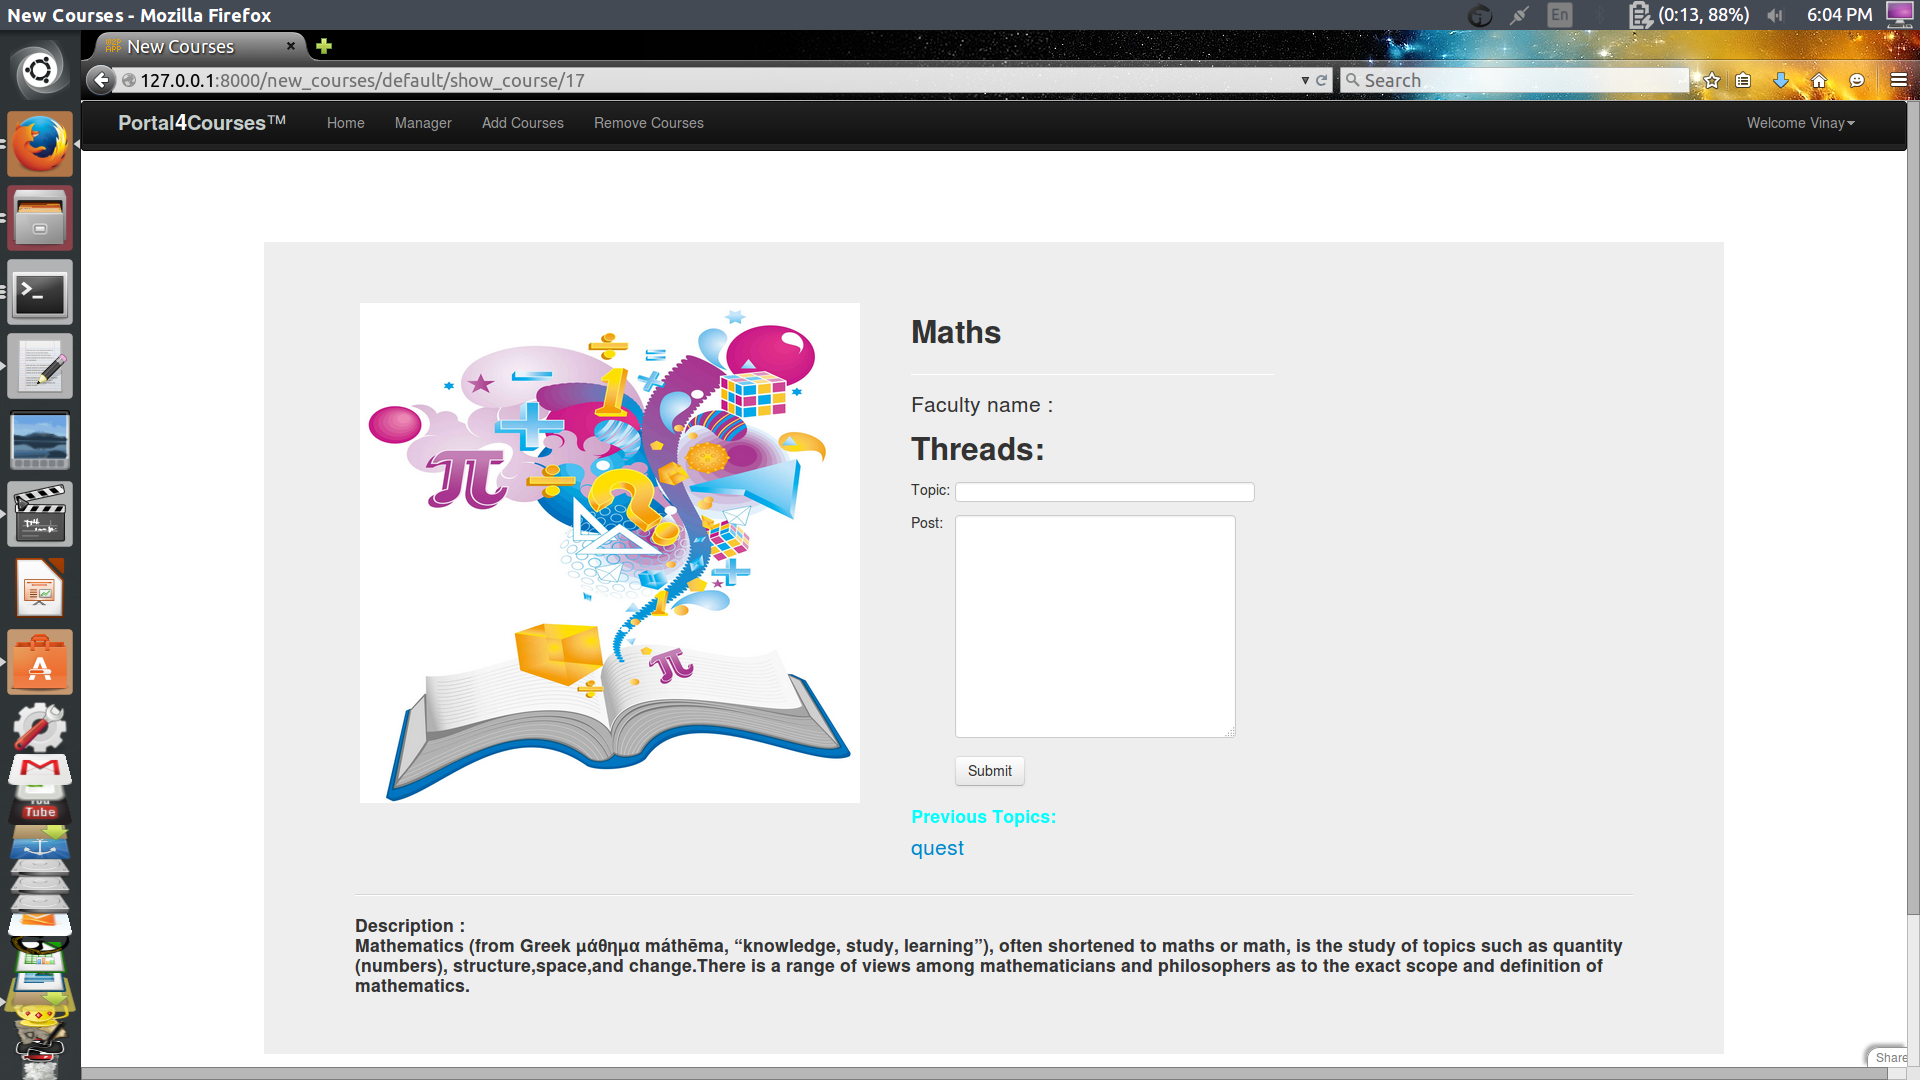 New Courses - Mozilla Firefox
En
(0:13, 88%)
6:04 PM
New Courses
127.0.0.1:8000/new_courses/default/show_course/17
Search
Portal4Courses™
Home
Manager
Add Courses
Remove Courses
Welcome Vinay
Maths
Faculty name :
Threads:
Topic:
Post:
Submit
Previous Topics:
quest
Description :
Mathematics (from Greek μάθημα máthēma, “knowledge, study, learning”), often shortened to maths or math, is the study of topics such as quantity
(numbers), structure,space,and change.There is a range of views among mathematicians and philosophers as to the exact scope and definition of
mathematics.
You
Tube
Share